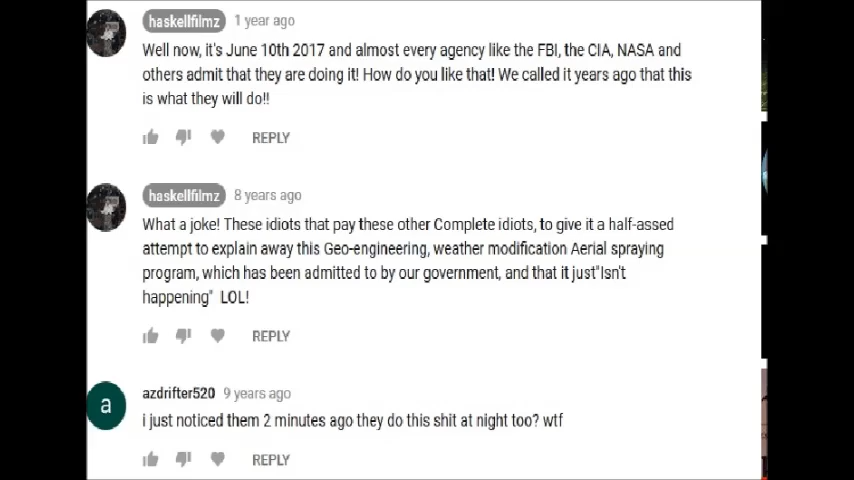 haskellfilmz 1 year ago
Well now, it's June 10th 2017 and almost every agency like the FBI, the CIA, NASA and
others admit that they are doing it! How do you like that! We called it years ago that this
is what they will do!!
REPLY
haskellfilmz 8 years ago
What a joke! These idiots that pay these other Complete idiots, to give it a half-assed
attempt to explain away this Geo-engineering, weather modification Aerial spraying
program, which has been admitted to by our government, and that it just"Isn't
happening" LOL!
REPLY
a
azdrifter520 9 years ago
i just noticed them 2 minutes ago they do this shit at night too? wtf
REPLY